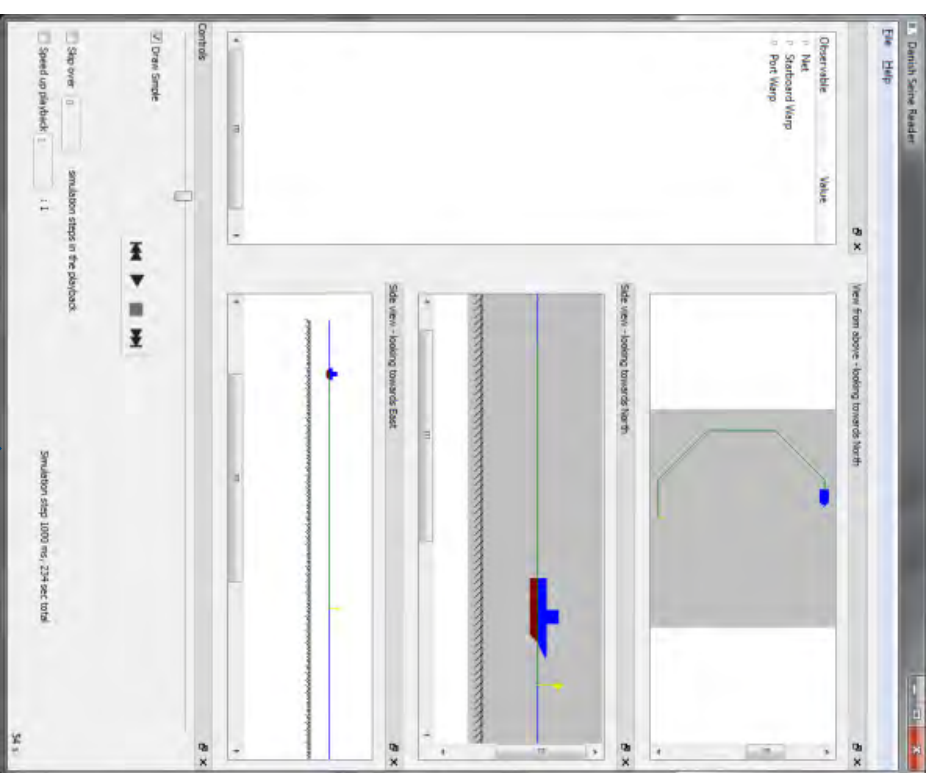 Danish Seine Reader
File Help
Observable Value
Net
Starboard Warp
Port Warp
View from above - looking towards North
Side view - looking towards North
Side view - looking towards East
Controls
Draw Simple
Skip over 0 simulation steps in the playback
Speed up playback 1 : 1
Simulation step 1000 ms, 234 sec total
54 s